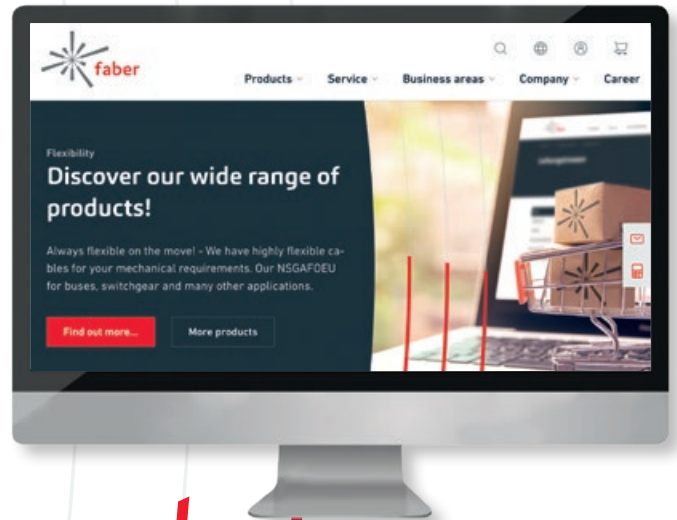 faber
Products
Service
Business areas
Company
Career
Flexibility
Discover our wide range of
products!
Always flexible on the move! - We have highly flexible ca-
bles for your mechanical requirements. Our NSGAFOEU
for buses, switchgear and many other applications.
Find out more...
More products